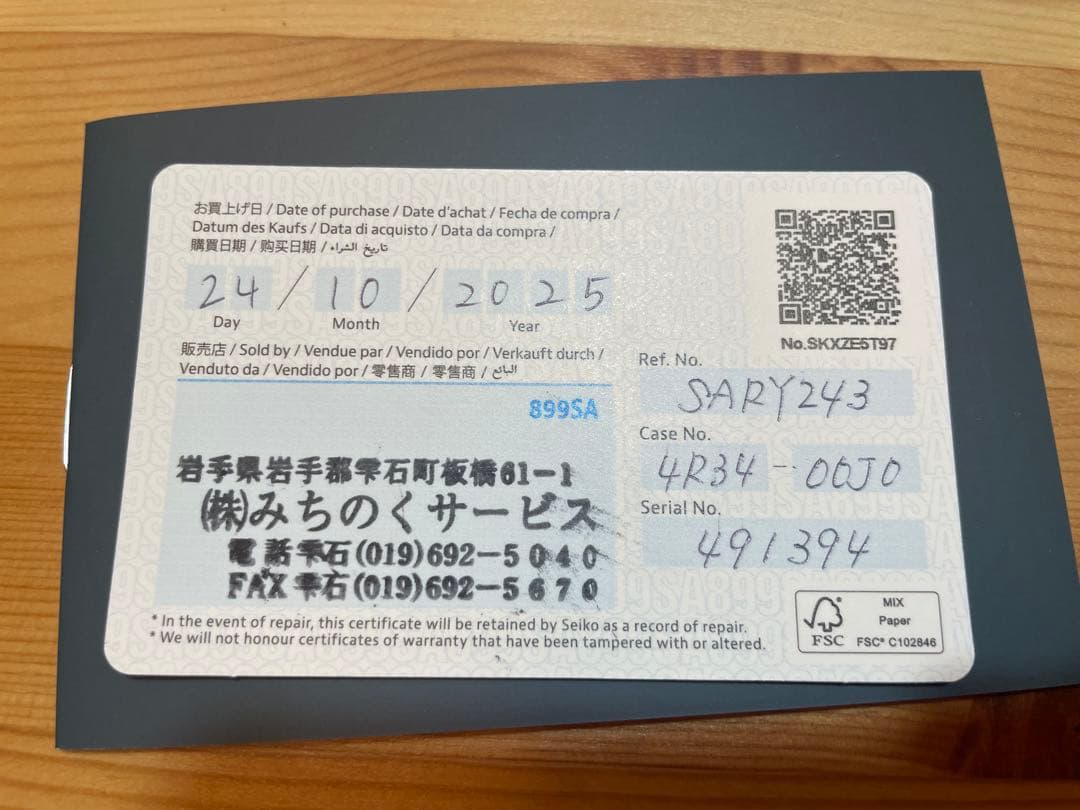 お買上げ日 / Date of purchase / Date d'achat / Fecha de compra /
Datum des Kaufs / Data di acquisto / Data da compra /
購買日期 / 购买日期 / تاريخ الشراء
24 / 10 / 2025
Day Month Year
No.SKXZE5T97
販売店 / Sold by / Vendue par / Vendido por / Verkauft durch /
Venduto da / Vendido por / 零售商 / 零售商 / البائع
899SA
岩手県岩手郡雫石町板橋61-1
(株)みちのくサービス
電話雫石(019)692-5040
FAX雫石(019)692-5670
Ref. No.
SARY243
Case No.
4R34-00J0
Serial No.
491394
* In the event of repair, this certificate will be retained by Seiko as a record of repair.
* We will not honour certificates of warranty that have been tampered with or altered.
FSC
MIX
Paper
FSC® C102846